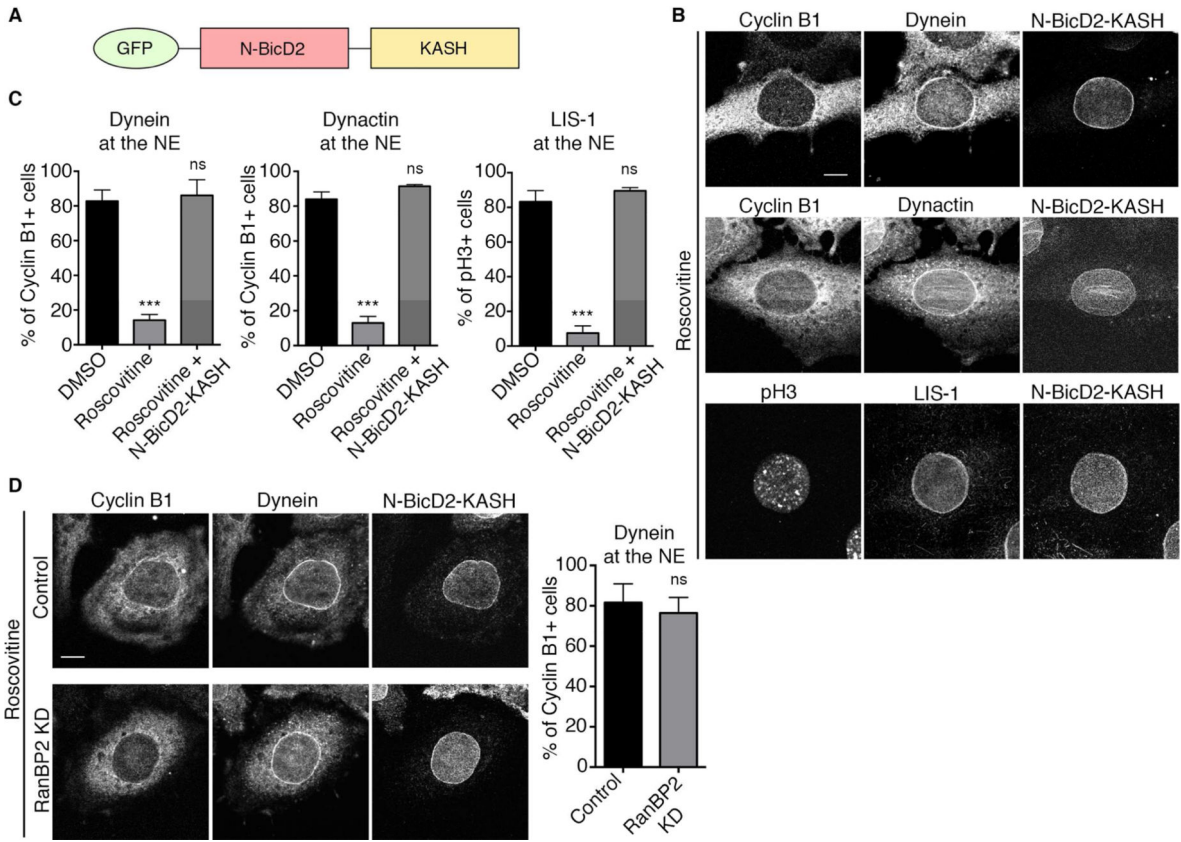 A
GFP
N-BicD2
KASH
B
Cyclin B1
Dynein
N-BicD2-KASH
Cyclin B1
Dynactin
N-BicD2-KASH
pH3
LIS-1
N-BicD2-KASH
Roscovitine
C
Dynein
at the NE
% of Cyclin B1+ cells
100
80
60
40
20
0
***
ns
DMSO
Roscovitine
Roscovitine +
N-BicD2-KASH
Dynactin
at the NE
% of Cyclin B1+ cells
100
80
60
40
20
0
***
ns
DMSO
Roscovitine
Roscovitine +
N-BicD2-KASH
LIS-1
at the NE
% of pH3+ cells
100
80
60
40
20
0
***
ns
DMSO
Roscovitine
Roscovitine +
N-BicD2-KASH
D
Cyclin B1
Dynein
N-BicD2-KASH
Roscovitine
Control
RanBP2 KD
Dynein
at the NE
% of Cyclin B1+ cells
100
80
60
40
20
0
ns
Control
RanBP2
KD